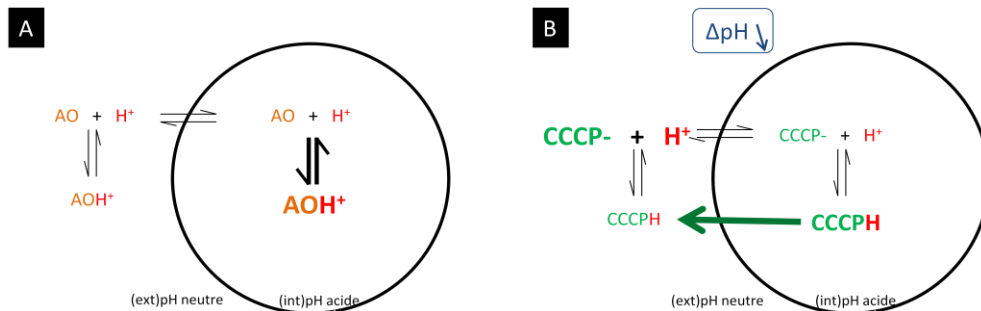 A
AO + H+
AO + H+
AOH+
AOH+
(ext)pH neutre
(int)pH acide
B
ΔpH
CCCP- + H+
CCCP- + H+
CCCPH
CCCPH
(ext)pH neutre
(int)pH acide